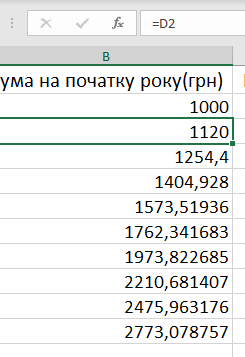 fx
=D2
B
ума на початку року(грн)
1000
1120
1254,4
1404,928
1573,51936
1762,341683
1973,822685
2210,681407
2475,963176
2773,078757